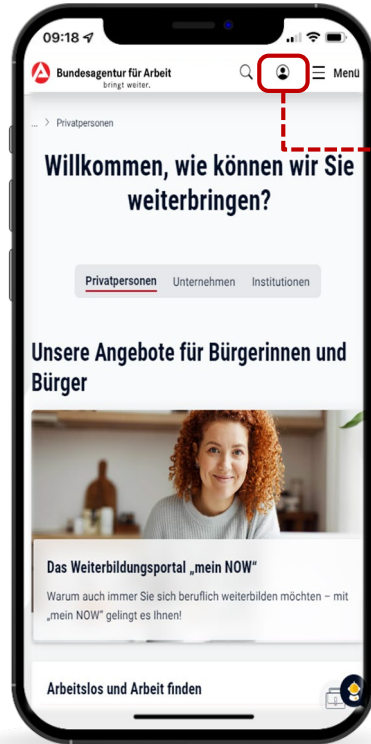 09:18
Bundesagentur für Arbeit
bringt weiter.
Menü
... > Privatpersonen
Willkommen, wie können wir Sie
weiterbringen?
Privatpersonen Unternehmen Institutionen
Unsere Angebote für Bürgerinnen und
Bürger
Das Weiterbildungsportal „mein NOW“
Warum auch immer Sie sich beruflich weiterbilden möchten – mit
„mein NOW“ gelingt es Ihnen!
Arbeitslos und Arbeit finden